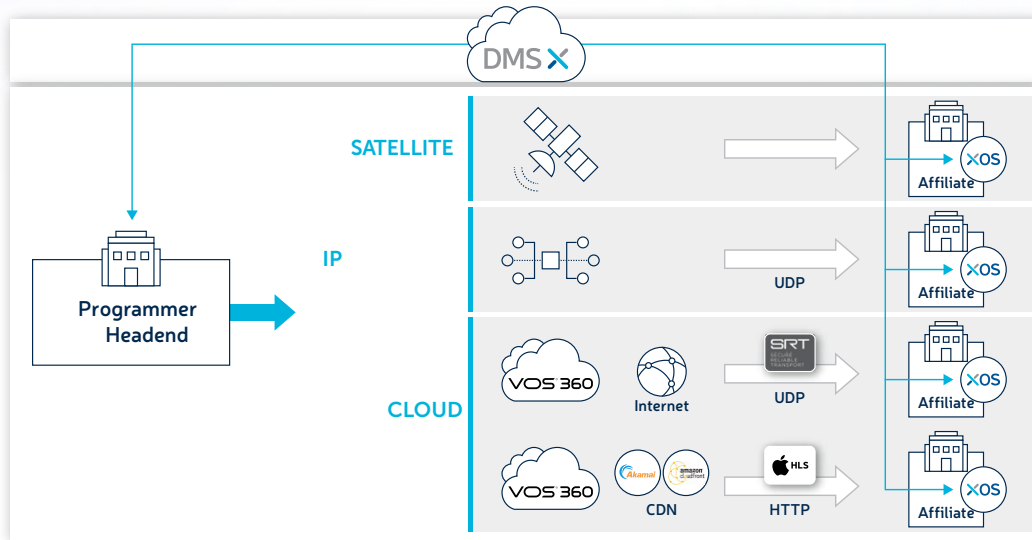 DMS X
SATELLITE
XOS
Affiliate
IP
UDP
XOS
Affiliate
Programmer
Headend
CLOUD
VOS®360
Internet
SRT
SECURE
RELIABLE
TRANSPORT
UDP
XOS
Affiliate
VOS®360
Akamai
amazon
cloudfront
CDN
HLS
HTTP
XOS
Affiliate